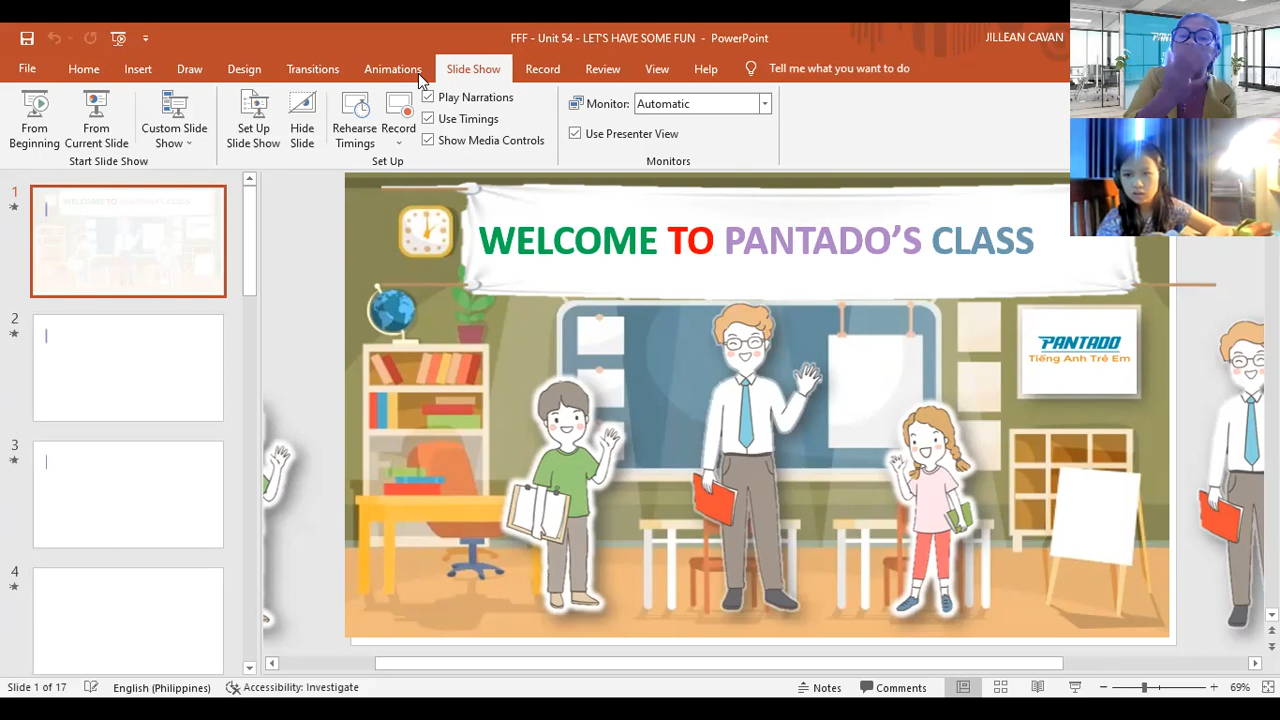 FFF - Unit 54 - LET'S HAVE SOME FUN - PowerPoint
JILLEAN CAVAN
File Home Insert Draw Design Transitions Animations Slide Show Record Review View Help Tell me what you want to do
From Beginning
From Current Slide
Custom Slide Show
Start Slide Show
Set Up Slide Show
Hide Slide
Rehearse Timings
Record
Play Narrations
Use Timings
Show Media Controls
Set Up
Monitor: Automatic
Use Presenter View
Monitors
1
2
3
4
WELCOME TO PANTADO'S CLASS
PANTADO
Tiếng Anh Trẻ Em
Slide 1 of 17 English (Philippines) Accessibility: Investigate Notes Comments 69%